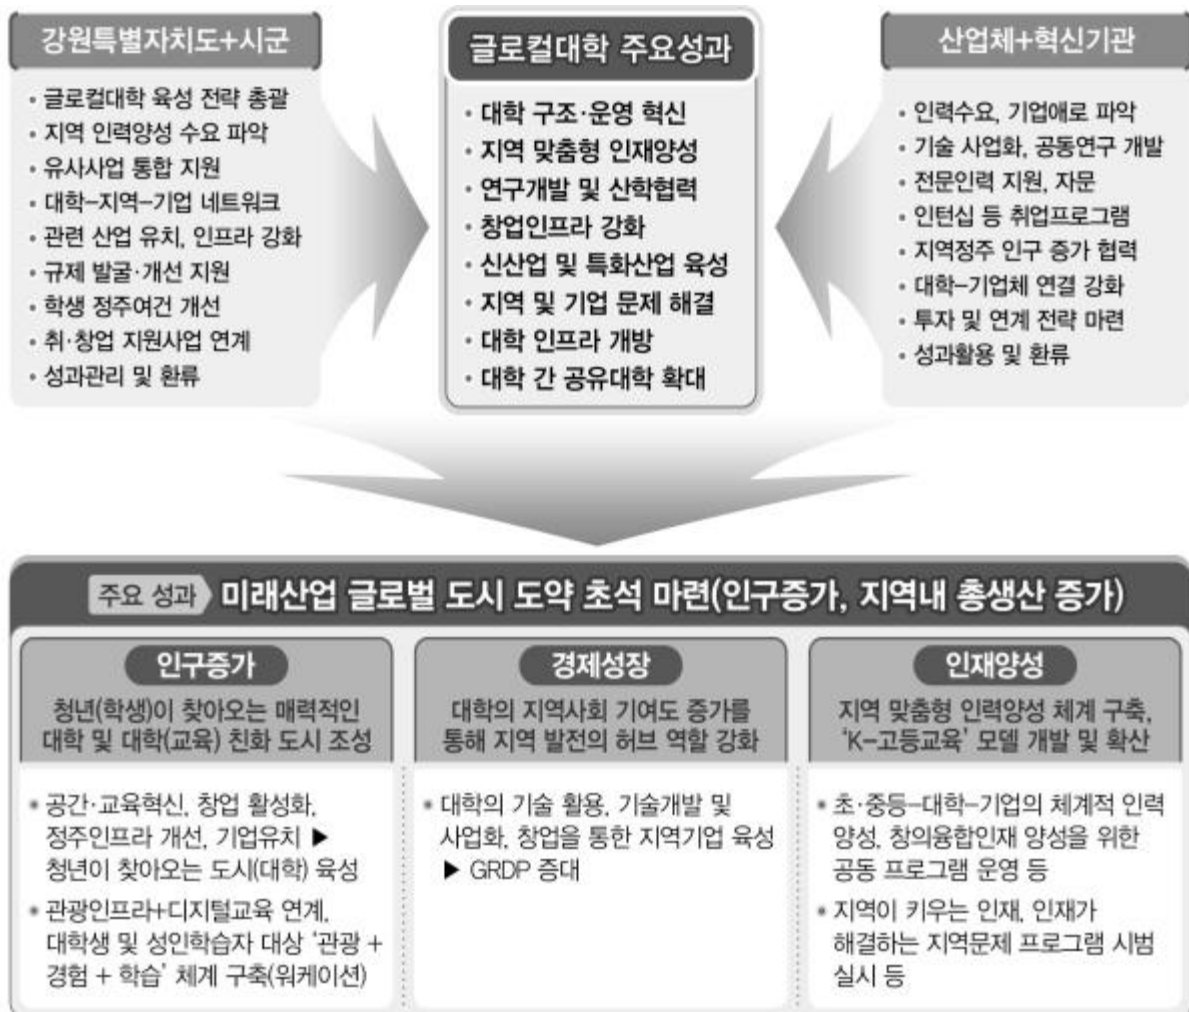 강원특별자치도+시군
• 글로컬대학 육성 전략 총괄
• 지역 인력양성 수요 파악
• 유사사업 통합 지원
• 대학–지역–기업 네트워크
• 관련 산업 유치, 인프라 강화
• 규제 발굴·개선 지원
• 학생 정주여건 개선
• 취·창업 지원사업 연계
• 성과관리 및 환류
글로컬대학 주요성과
• 대학 구조·운영 혁신
• 지역 맞춤형 인재양성
• 연구개발 및 산학협력
• 창업인프라 강화
• 신산업 및 특화산업 육성
• 지역 및 기업 문제 해결
• 대학 인프라 개방
• 대학 간 공유대학 확대
산업체+혁신기관
• 인력수요, 기업애로 파악
• 기술 사업화, 공동연구 개발
• 전문인력 지원, 자문
• 인턴십 등 취업프로그램
• 지역정주 인구 증가 협력
• 대학–기업체 연결 강화
• 투자 및 연계 전략 마련
• 성과활용 및 환류
주요 성과 미래산업 글로벌 도시 도약 초석 마련(인구증가, 지역내 총생산 증가)
인구증가
청년(학생)이 찾아오는 매력적인
대학 및 대학(교육) 친화 도시 조성
• 공간·교육혁신, 창업 활성화,
정주인프라 개선, 기업유치 ▶
청년이 찾아오는 도시(대학) 육성
• 관광인프라+디지털교육 연계,
대학생 및 성인학습자 대상 ‘관광 +
경험 + 학습’ 체계 구축(워케이션)
경제성장
대학의 지역사회 기여도 증가를
통해 지역 발전의 허브 역할 강화
• 대학의 기술 활용, 기술개발 및
사업화, 창업을 통한 지역기업 육성
▶ GRDP 증대
인재양성
지역 맞춤형 인력양성 체계 구축,
‘K–고등교육’ 모델 개발 및 확산
• 초·중등–대학–기업의 체계적 인력
양성, 창의융합인재 양성을 위한
공동 프로그램 운영 등
• 지역이 키우는 인재, 인재가
해결하는 지역문제 프로그램 시범
실시 등